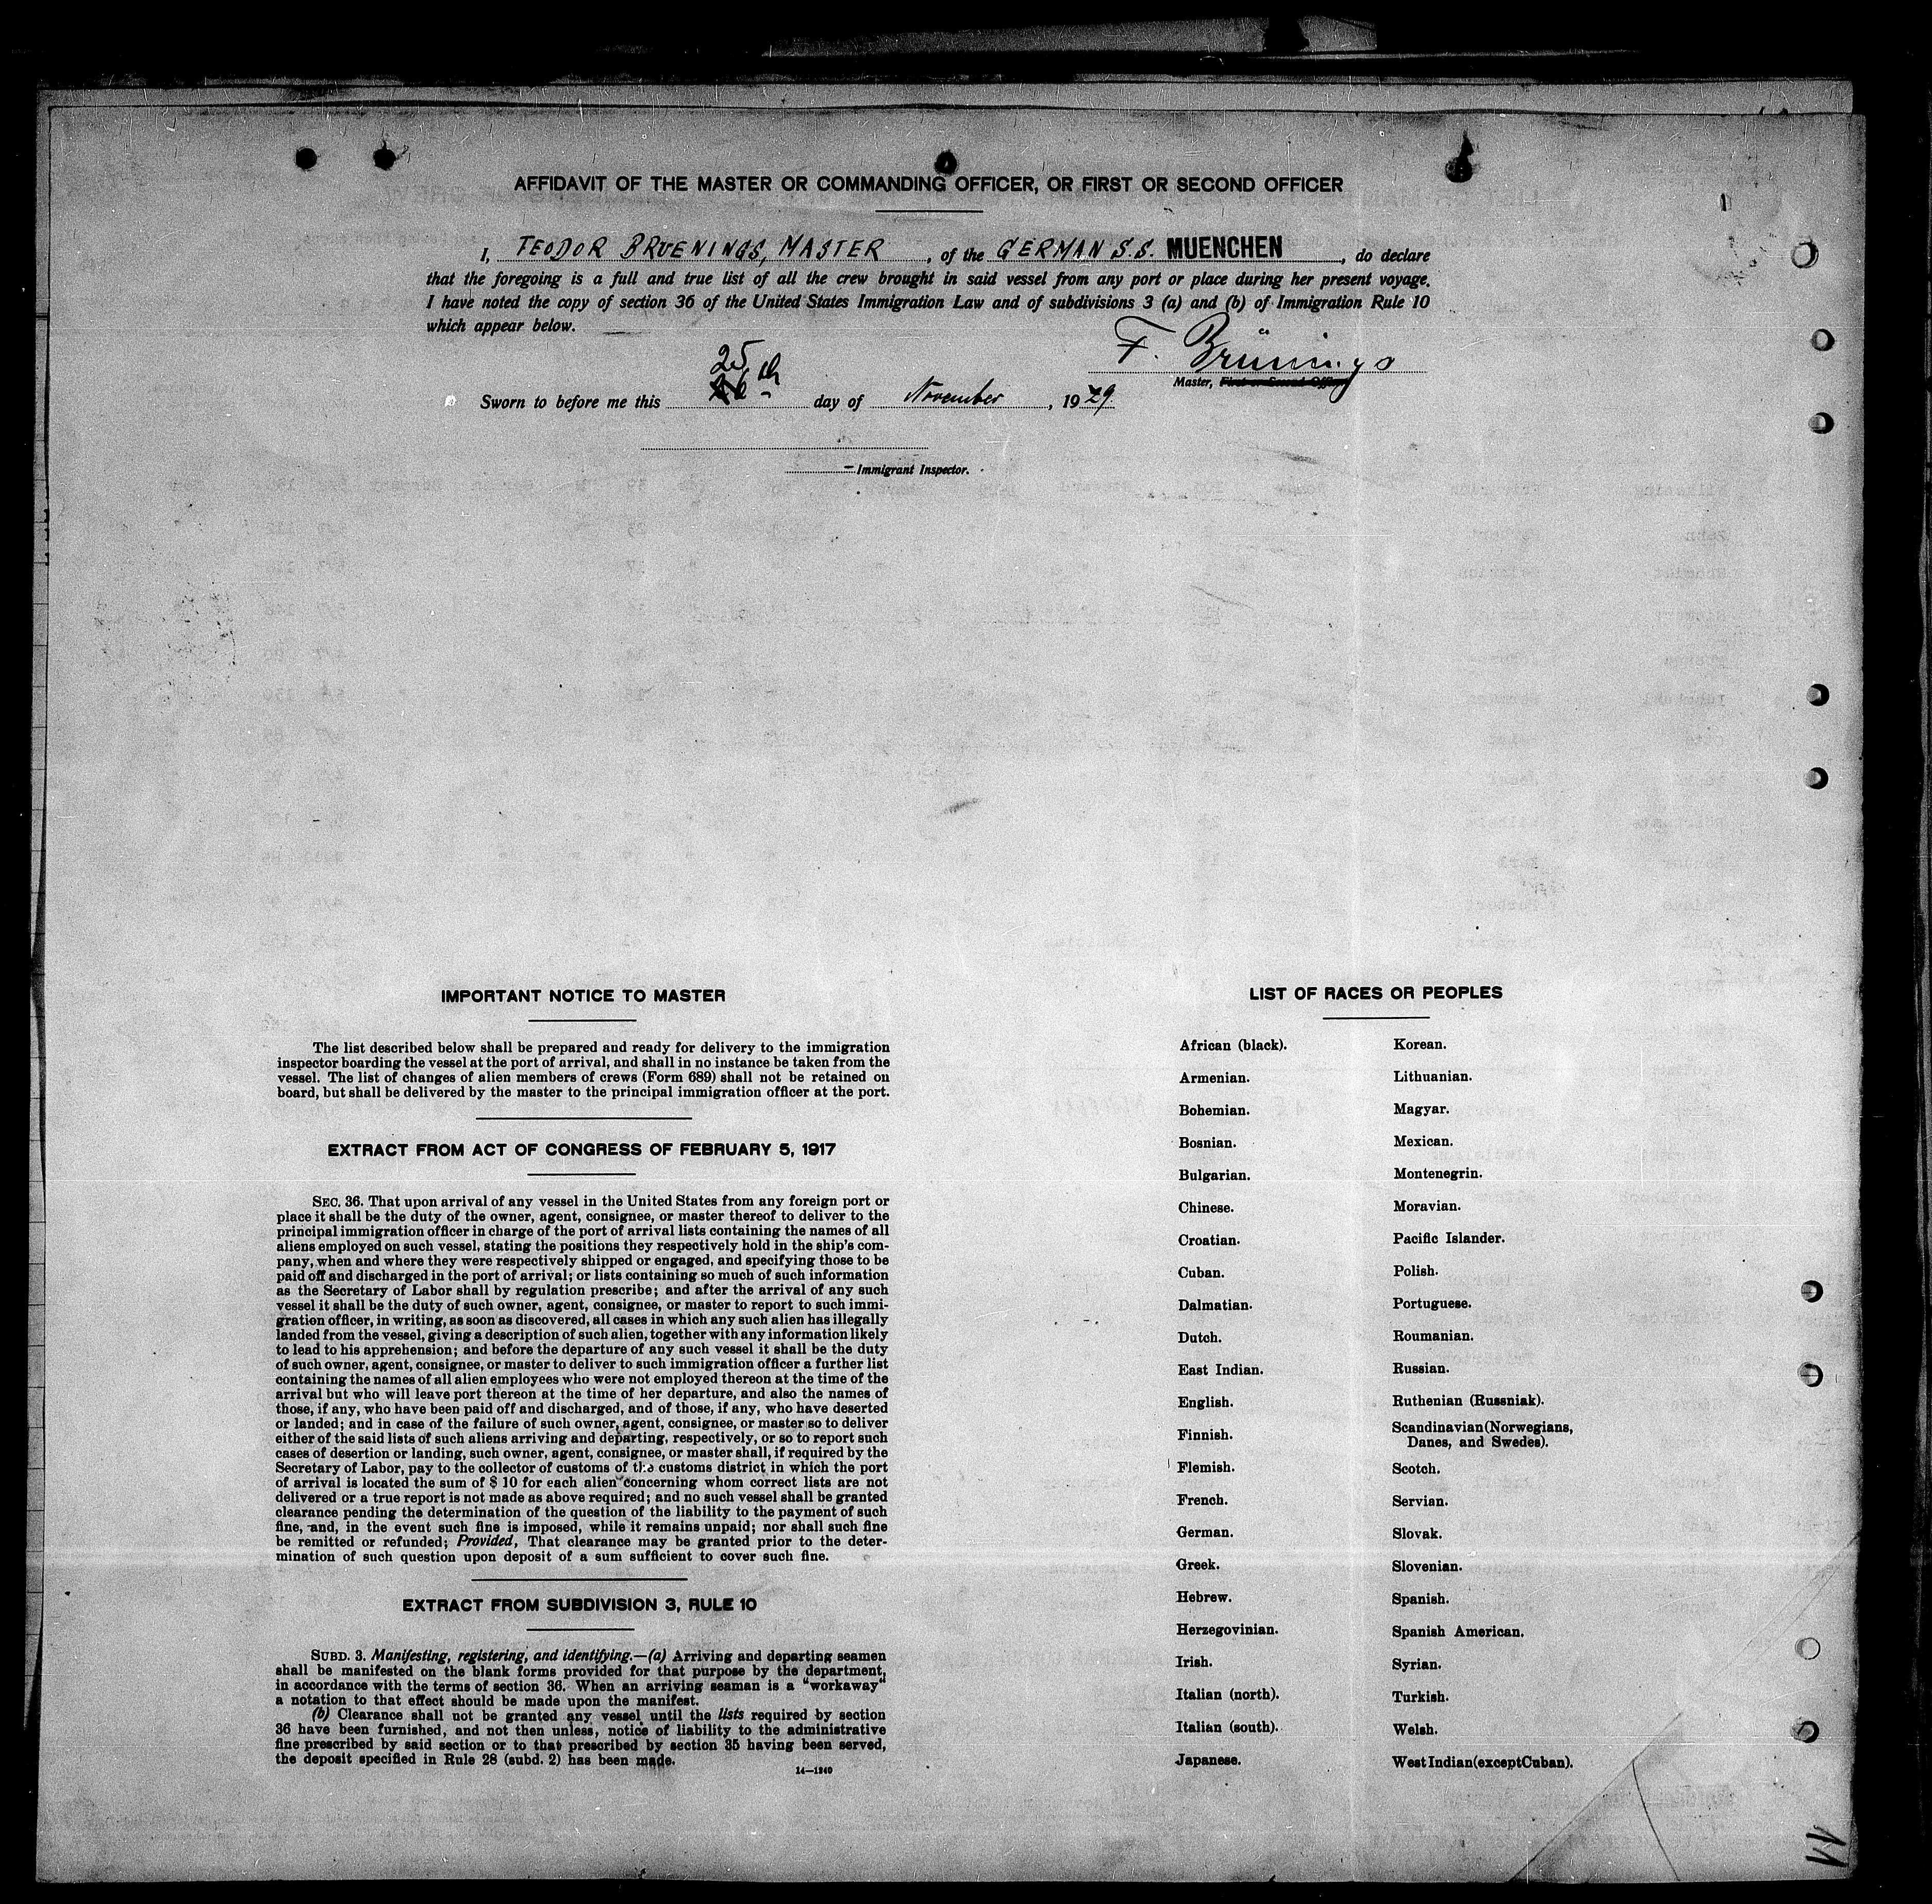 AFFIDAVIT OF THE MASTER OR COMMANDING OFFICER, OR FIRST OR SECOND OFFICER
I, TEODOR BRUENINGS, MASTER, of the GERMAN S.S. MUENCHEN, do declare
that the foregoing is a full and true list of all the crew brought in said vessel from any port or place during her present voyage.
I have noted the copy of section 36 of the United States Immigration Law and of subdivisions 3 (a) and (b) of Immigration Rule 10
which appear below.
F. Brünings
Master, First or Second Officer
25
Sworn to before me this th day of November, 1929.
Immigrant Inspector.
IMPORTANT NOTICE TO MASTER
The list described below shall be prepared and ready for delivery to the immigration
inspector boarding the vessel at the port of arrival, and shall in no instance be taken from the
vessel. The list of changes of alien members of crews (Form 689) shall not be retained on
board, but shall be delivered by the master to the principal immigration officer at the port.
EXTRACT FROM ACT OF CONGRESS OF FEBRUARY 5, 1917
SEC. 36. That upon arrival of any vessel in the United States from any foreign port or
place it shall be the duty of the owner, agent, consignee, or master thereof to deliver to the
principal immigration officer in charge of the port of arrival lists containing the names of all
aliens employed on such vessel, stating the positions they respectively hold in the ship's com-
pany, when and where they were respectively shipped or engaged, and specifying those to be
paid off and discharged in the port of arrival; or lists containing so much of such information
as the Secretary of Labor shall by regulation prescribe; and after the arrival of any such
vessel it shall be the duty of such owner, agent, consignee, or master to report to such immi-
gration officer, in writing, as soon as discovered, all cases in which any such alien has illegally
landed from the vessel, giving a description of such alien, together with any information likely
to lead to his apprehension; and before the departure of any such vessel it shall be the duty
of such owner, agent, consignee, or master to deliver to such immigration officer a further list
containing the names of all alien employees who were not employed thereon at the time of the
arrival but who will leave port thereon at the time of her departure, and also the names of
those, if any, who have been paid off and discharged, and of those, if any, who have deserted
or landed; and in case of the failure of such owner, agent, consignee, or master so to deliver
either of the said lists of such aliens arriving and departing, respectively, or so to report such
cases of desertion or landing, such owner, agent, consignee, or master shall, if required by the
Secretary of Labor, pay to the collector of customs of the customs district in which the port
of arrival is located the sum of $ 10 for each alien concerning whom correct lists are not
delivered or a true report is not made as above required; and no such vessel shall be granted
clearance pending the determination of the question of the liability to the payment of such
fine, and, in the event such fine is imposed, while it remains unpaid; nor shall such fine
be remitted or refunded; Provided, That clearance may be granted prior to the deter-
mination of such question upon deposit of a sum sufficient to cover such fine.
EXTRACT FROM SUBDIVISION 3, RULE 10
SUBD. 3. Manifesting, registering, and identifying.—(a) Arriving and departing seamen
shall be manifested on the blank forms provided for that purpose by the department,
in accordance with the terms of section 36. When an arriving seaman is a "workaway"
a notation to that effect should be made upon the manifest.
(b) Clearance shall not be granted any vessel until the lists required by section
36 have been furnished, and not then unless, notice of liability to the administrative
fine prescribed by said section or to that prescribed by section 35 having been served,
the deposit specified in Rule 28 (subd. 2) has been made.
14—1240
LIST OF RACES OR PEOPLES
African (black).
Armenian.
Bohemian.
Bosnian.
Bulgarian.
Chinese.
Croatian.
Cuban.
Dalmatian.
Dutch.
East Indian.
English.
Finnish.
Flemish.
French.
German.
Greek.
Hebrew.
Herzegovinian.
Irish.
Italian (north).
Italian (south).
Japanese.
Korean.
Lithuanian.
Magyar.
Mexican.
Montenegrin.
Moravian.
Pacific Islander.
Polish.
Portuguese.
Roumanian.
Russian.
Ruthenian (Russniak).
Scandinavian (Norwegians,
Danes, and Swedes).
Scotch.
Servian.
Slovak.
Slovenian.
Spanish.
Spanish American.
Syrian.
Turkish.
Welsh.
West Indian (except Cuban).
11